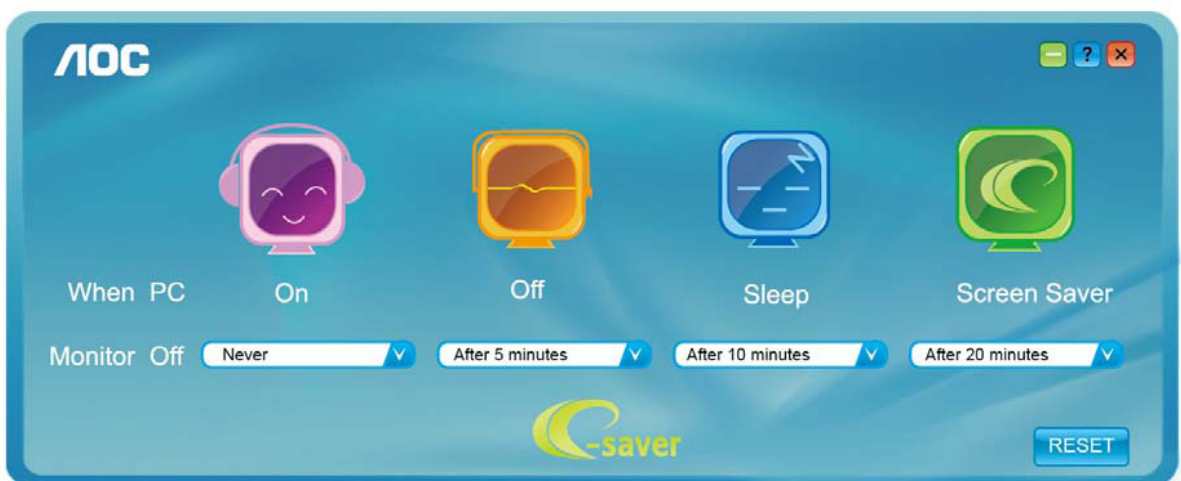 AOC
?
When PC On Off Sleep Screen Saver
Monitor Off Never After 5 minutes After 10 minutes After 20 minutes
e-saver
RESET